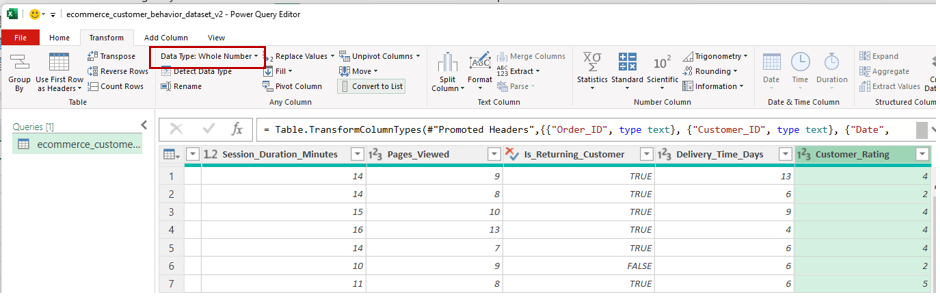 ecommerce_customer_behavior_dataset_v2 - Power Query Editor
File Home Transform Add Column View
Group By
Use First Row as Headers
Transpose
Reverse Rows
Count Rows
Table
Data Type: Whole Number
Detect Data Type
Rename
Replace Values
Fill
Pivot Column
Unpivot Columns
Move
Convert to List
Any Column
Split Column
Format
Merge Columns
ABC Extract
abc Parse
Text Column
XΣ Statistics
Standard
10² Scientific
Trigonometry
.00 Rounding
Information
Number Column
Date
Time
Duration
Date & Time Column
Expand
Aggregate
Extract Values
Structured Colu
Queries [1]
ecommerce_custome...
fx = Table.TransformColumnTypes(#"Promoted Headers",{{"Order_ID", type text}, {"Customer_ID", type text}, {"Date",
1.2 Session_Duration_Minutes 1²3 Pages_Viewed Is_Returning_Customer 1²3 Delivery_Time_Days 1²3 Customer_Rating
1 14 9 TRUE 13 4
2 14 8 TRUE 6 2
3 15 10 TRUE 9 4
4 16 13 TRUE 4 4
5 14 7 TRUE 6 4
6 10 9 FALSE 6 2
7 11 8 TRUE 6 5